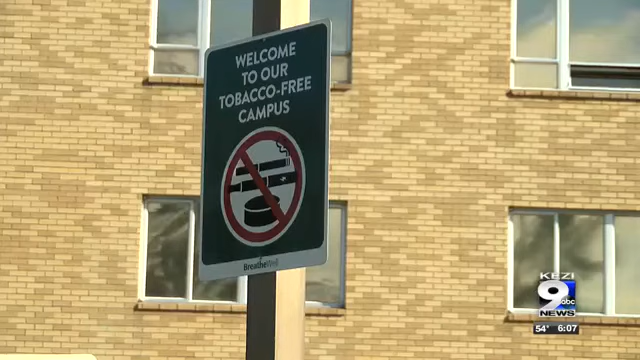 WELCOME
TO OUR
TOBACCO-FREE
CAMPUS
BreatheWell
KEZI
9 abc
NEWS
54° 6:07